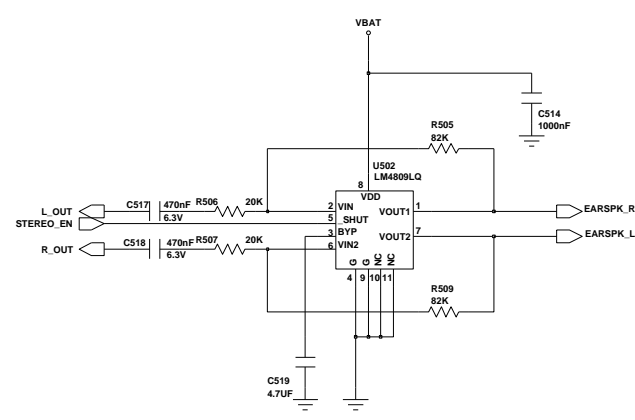 VBAT
C514
1000nF
R505
82K
U502
LM4809LQ
8
VDD
L_OUT
C517
470nF
6.3V
R506
20K
2
VIN
VOUT1
1
EARSPK_R
STEREO_EN
5
_SHUT
3
BYP
R_OUT
C518
470nF
6.3V
R507
20K
6
VIN2
VOUT2
7
EARSPK_L
G
G
NC
NC
4
9
10
11
R509
82K
C519
4.7UF